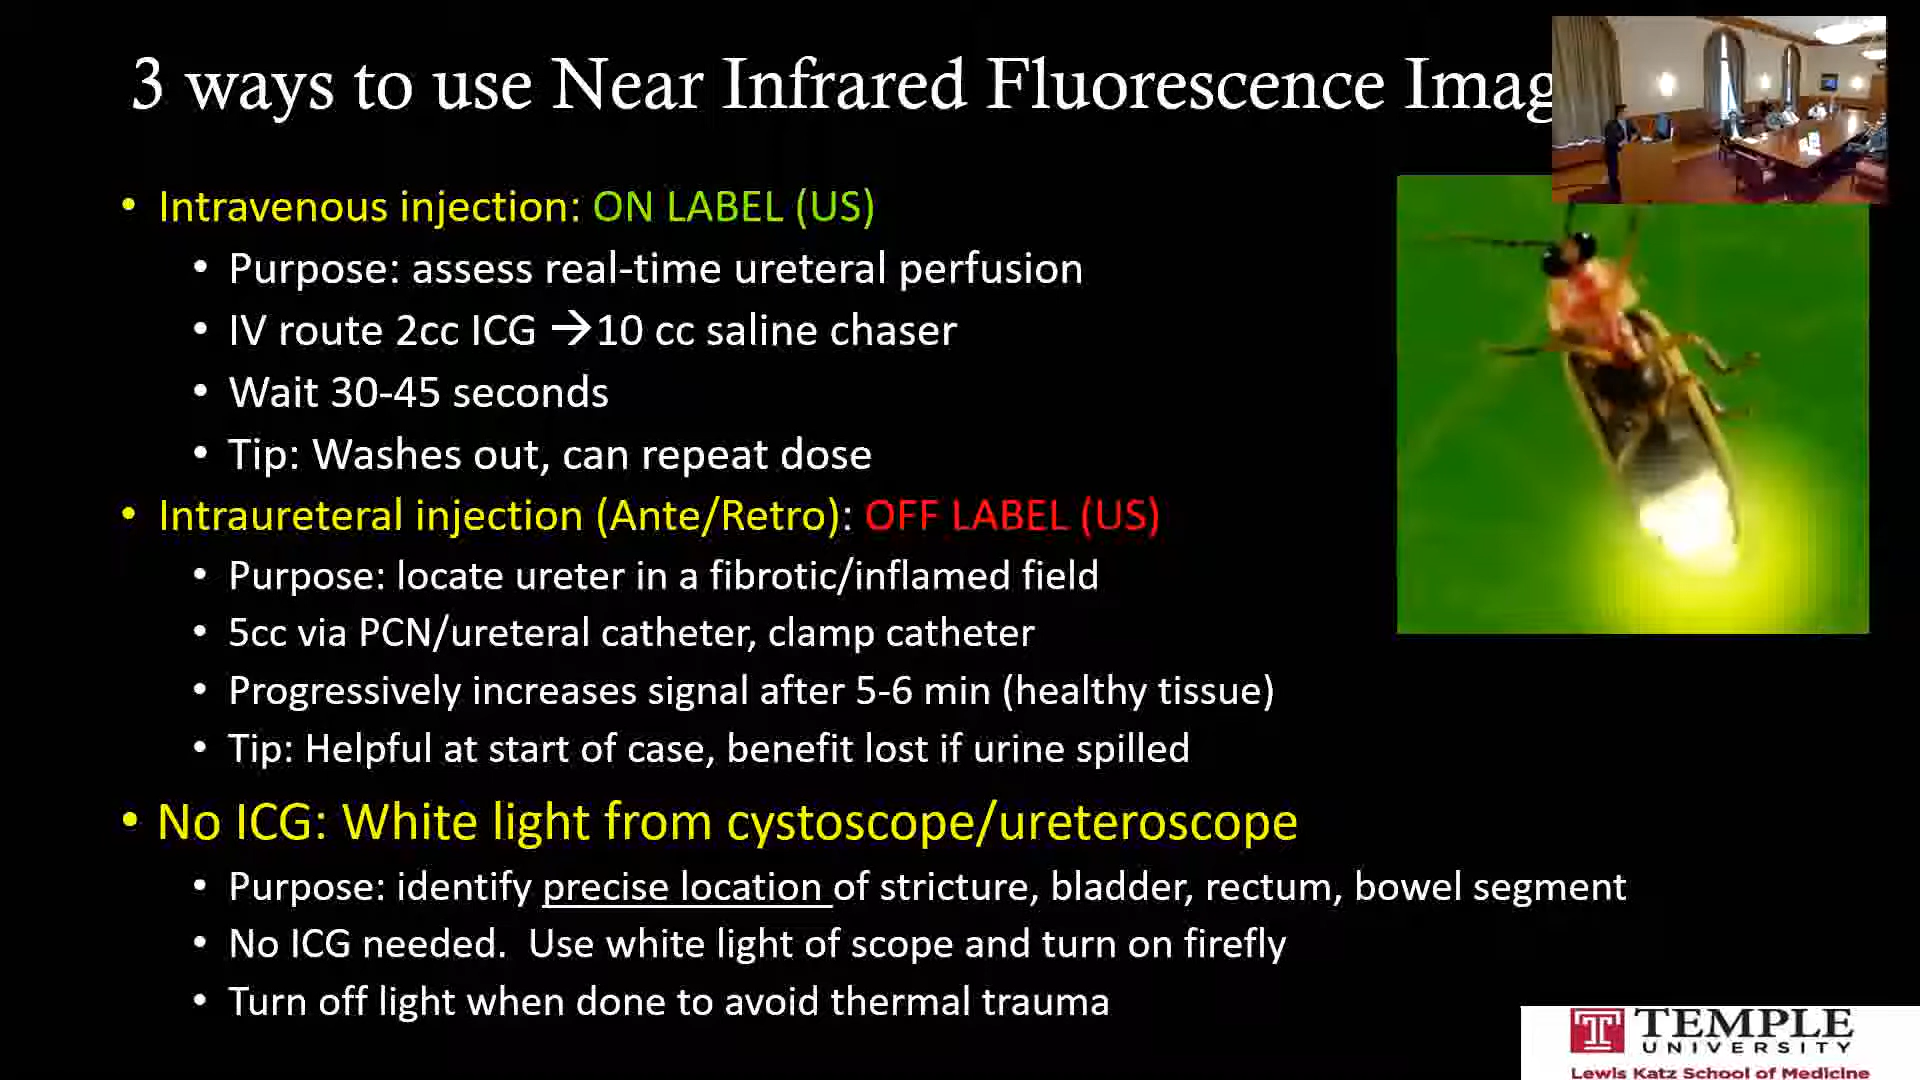 3 ways to use Near Infrared Fluorescence Imag
• Intravenous injection: ON LABEL (US)
• Purpose: assess real-time ureteral perfusion
• IV route 2cc ICG →10 cc saline chaser
• Wait 30-45 seconds
• Tip: Washes out, can repeat dose
• Intraureteral injection (Ante/Retro): OFF LABEL (US)
• Purpose: locate ureter in a fibrotic/inflamed field
• 5cc via PCN/ureteral catheter, clamp catheter
• Progressively increases signal after 5-6 min (healthy tissue)
• Tip: Helpful at start of case, benefit lost if urine spilled
• No ICG: White light from cystoscope/ureteroscope
• Purpose: identify precise location of stricture, bladder, rectum, bowel segment
• No ICG needed.  Use white light of scope and turn on firefly
• Turn off light when done to avoid thermal trauma
TEMPLE
UNIVERSITY
Lewis Katz School of Medicine